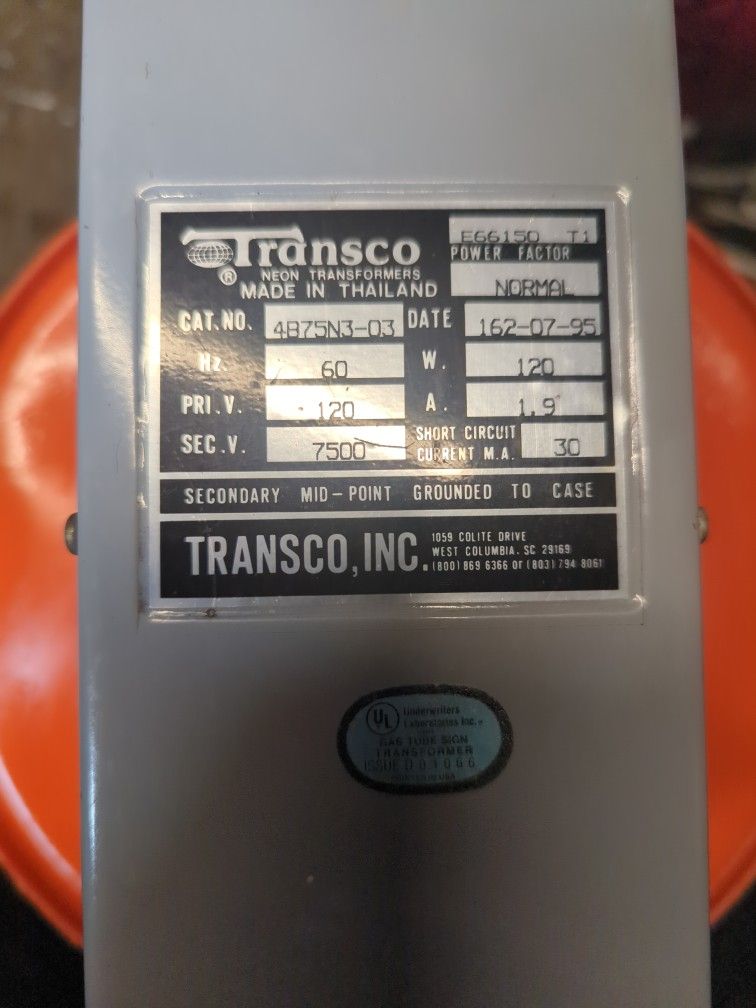 Transco
®
NEON TRANSFORMERS
MADE IN THAILAND
E66150 T1
POWER FACTOR
NORMAL
CAT. NO. 4B75N3-03 DATE 162-07-95
Hz. 60 W. 120
PRI.V. 120 A. 1.9
SEC.V. 7500 SHORT CIRCUIT CURRENT M.A. 30
SECONDARY MID-POINT GROUNDED TO CASE
TRANSCO, INC.
1059 COLITE DRIVE
WEST COLUMBIA, SC 29169
(800) 869 6366 or (803) 794 8061
UL
Underwriters
Laboratories Inc.®
GAS TUBE SIGN
TRANSFORMER
ISSUE